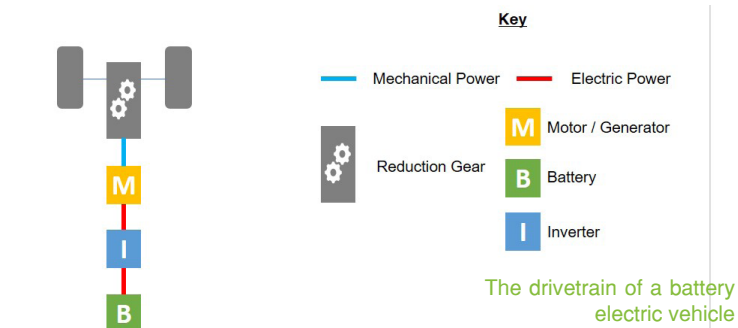 Key
Mechanical Power
Electric Power
M
Motor / Generator
Reduction Gear
B
Battery
I
Inverter
M
I
B
The drivetrain of a battery
electric vehicle